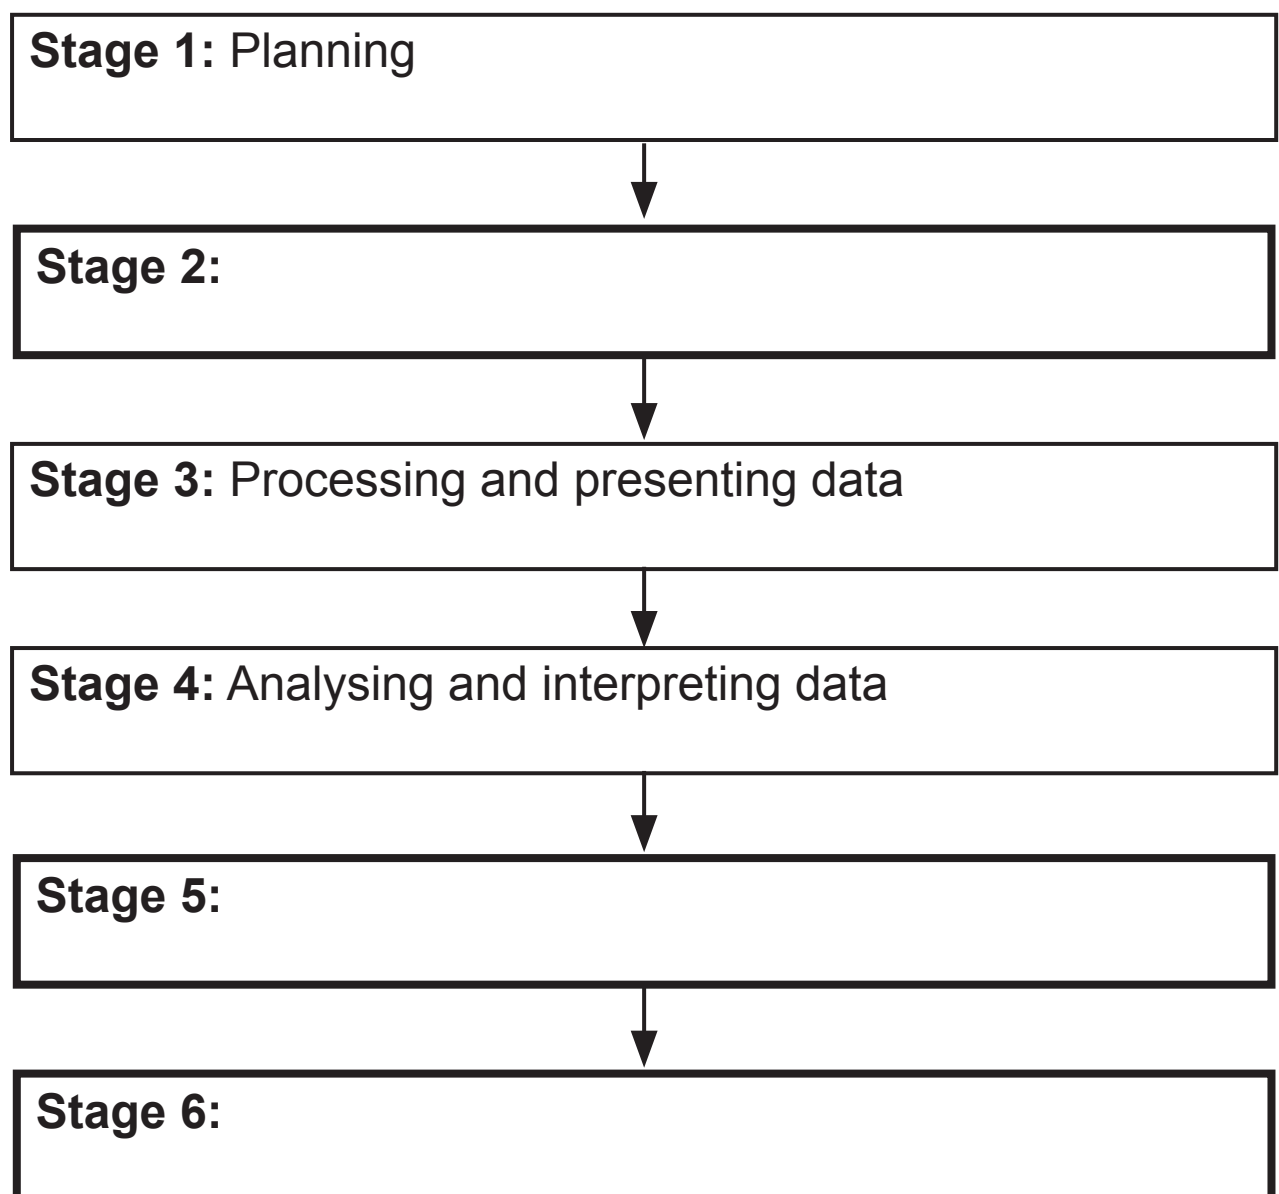 Stage 1: Planning
Stage 2:
Stage 3: Processing and presenting data
Stage 4: Analysing and interpreting data
Stage 5:
Stage 6: